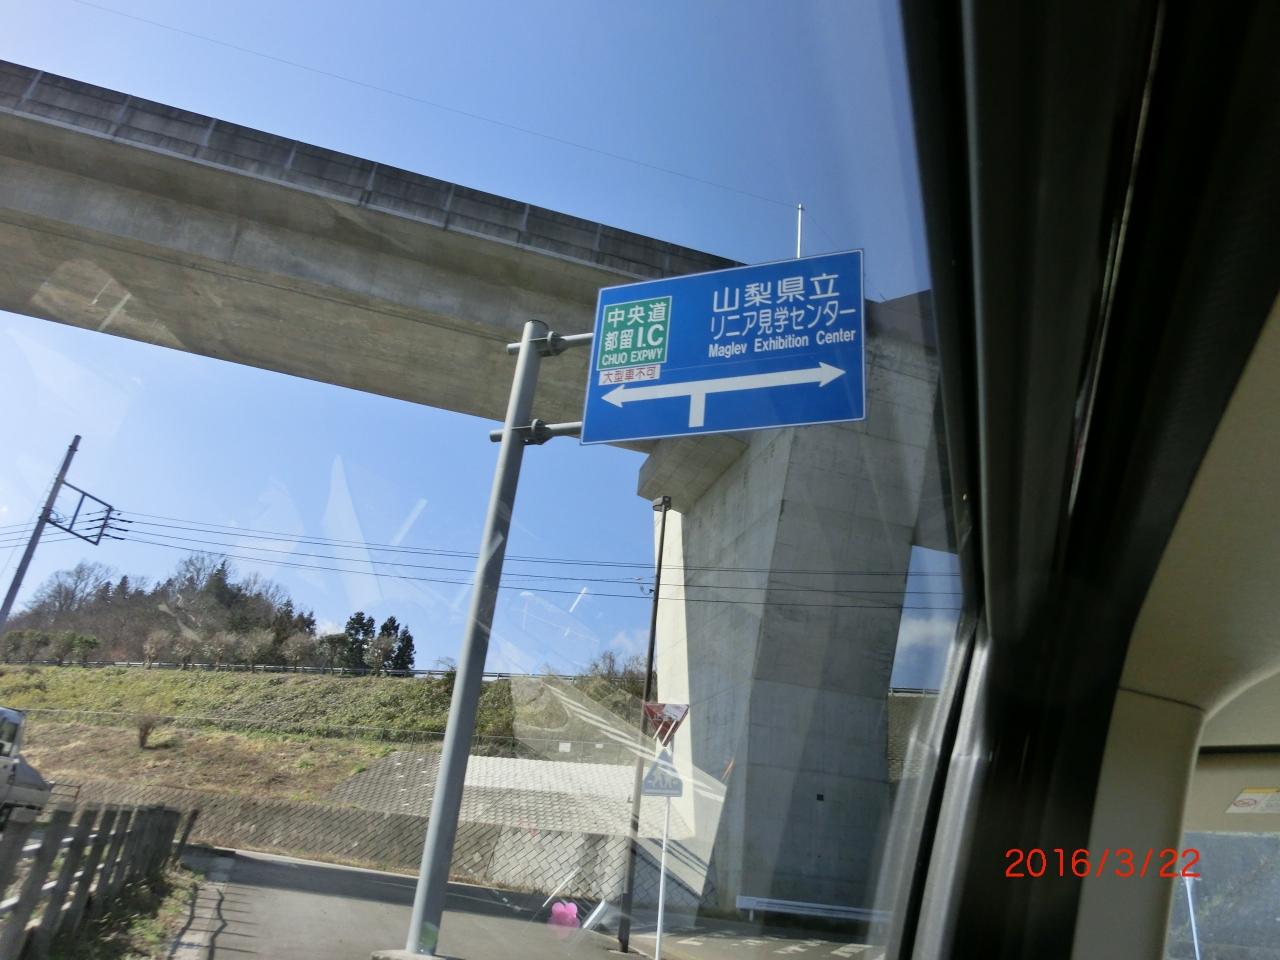 中央道
都留I.C
CHUO EXPWY
大型車不可
山梨県立
リニア見学センター
Maglev Exhibition Center
2016/3/22